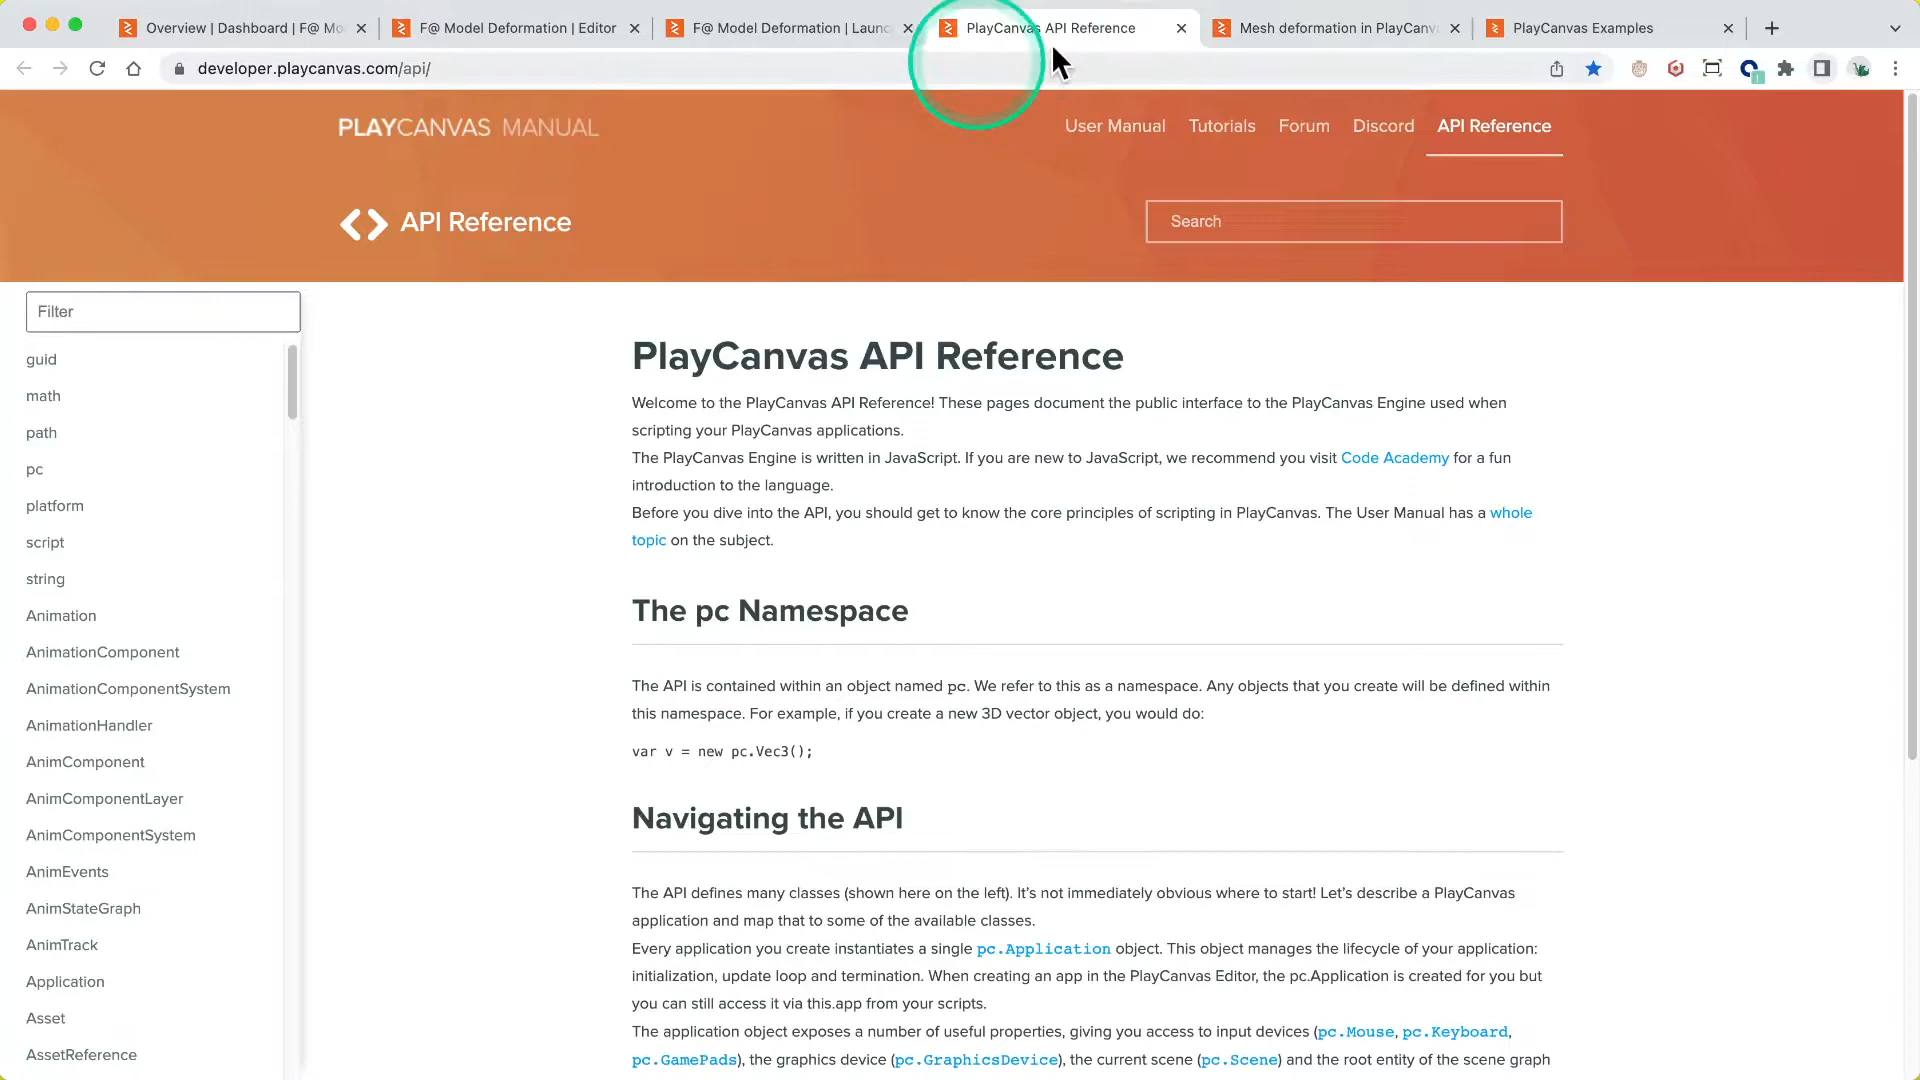 Overview | Dashboard | F@ Mo
F@ Model Deformation | Editor
F@ Model Deformation | Launc
PlayCanvas API Reference
Mesh deformation in PlayCanv
PlayCanvas Examples
developer.playcanvas.com/api/
PLAYCANVAS MANUAL
User Manual
Tutorials
Forum
Discord
API Reference
API Reference
Search
Filter
guid
math
path
pc
platform
script
string
Animation
AnimationComponent
AnimationComponentSystem
AnimationHandler
AnimComponent
AnimComponentLayer
AnimComponentSystem
AnimEvents
AnimStateGraph
AnimTrack
Application
Asset
AssetReference
PlayCanvas API Reference
Welcome to the PlayCanvas API Reference! These pages document the public interface to the PlayCanvas Engine used when
scripting your PlayCanvas applications.
The PlayCanvas Engine is written in JavaScript. If you are new to JavaScript, we recommend you visit Code Academy for a fun
introduction to the language.
Before you dive into the API, you should get to know the core principles of scripting in PlayCanvas. The User Manual has a whole
topic on the subject.
The pc Namespace
The API is contained within an object named pc. We refer to this as a namespace. Any objects that you create will be defined within
this namespace. For example, if you create a new 3D vector object, you would do:
var v = new pc.Vec3();
Navigating the API
The API defines many classes (shown here on the left). It's not immediately obvious where to start! Let's describe a PlayCanvas
application and map that to some of the available classes.
Every application you create instantiates a single pc.Application object. This object manages the lifecycle of your application:
initialization, update loop and termination. When creating an app in the PlayCanvas Editor, the pc.Application is created for you but
you can still access it via this.app from your scripts.
The application object exposes a number of useful properties, giving you access to input devices (pc.Mouse, pc.Keyboard,
pc.GamePads), the graphics device (pc.GraphicsDevice), the current scene (pc.Scene) and the root entity of the scene graph